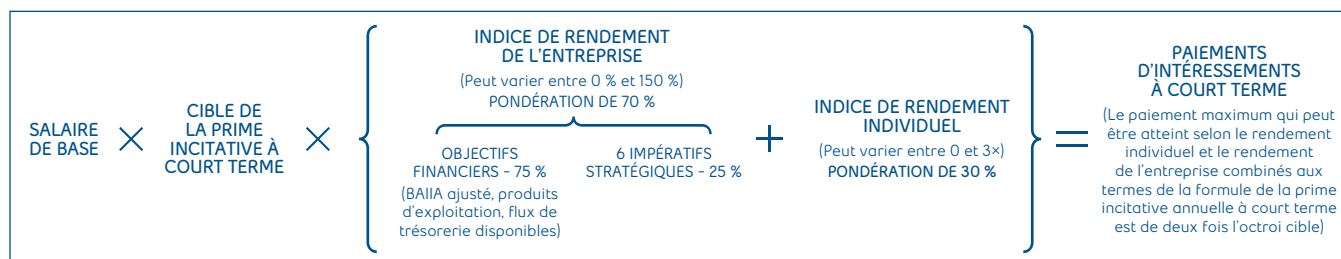 SALAIRE
DE BASE
×
CIBLE DE
LA PRIME
INCITATIVE À
COURT TERME
×
INDICE DE RENDEMENT
DE L'ENTREPRISE
(Peut varier entre 0 % et 150 %)
PONDÉRATION DE 70 %
OBJECTIFS
FINANCIERS – 75 %
(BAIIA ajusté, produits
d'exploitation, flux de
trésorerie disponibles)
6 IMPÉRATIFS
STRATÉGIQUES – 25 %
+
INDICE DE RENDEMENT
INDIVIDUEL
(Peut varier entre 0 et 3×)
PONDÉRATION DE 30 %
=
PAIEMENTS
D'INTÉRESSEMENTS
À COURT TERME
(Le paiement maximum qui peut
être atteint selon le rendement
individuel et le rendement
de l'entreprise combinés aux
termes de la formule de la prime
incitative annuelle à court terme
est de deux fois l'octroi cible)